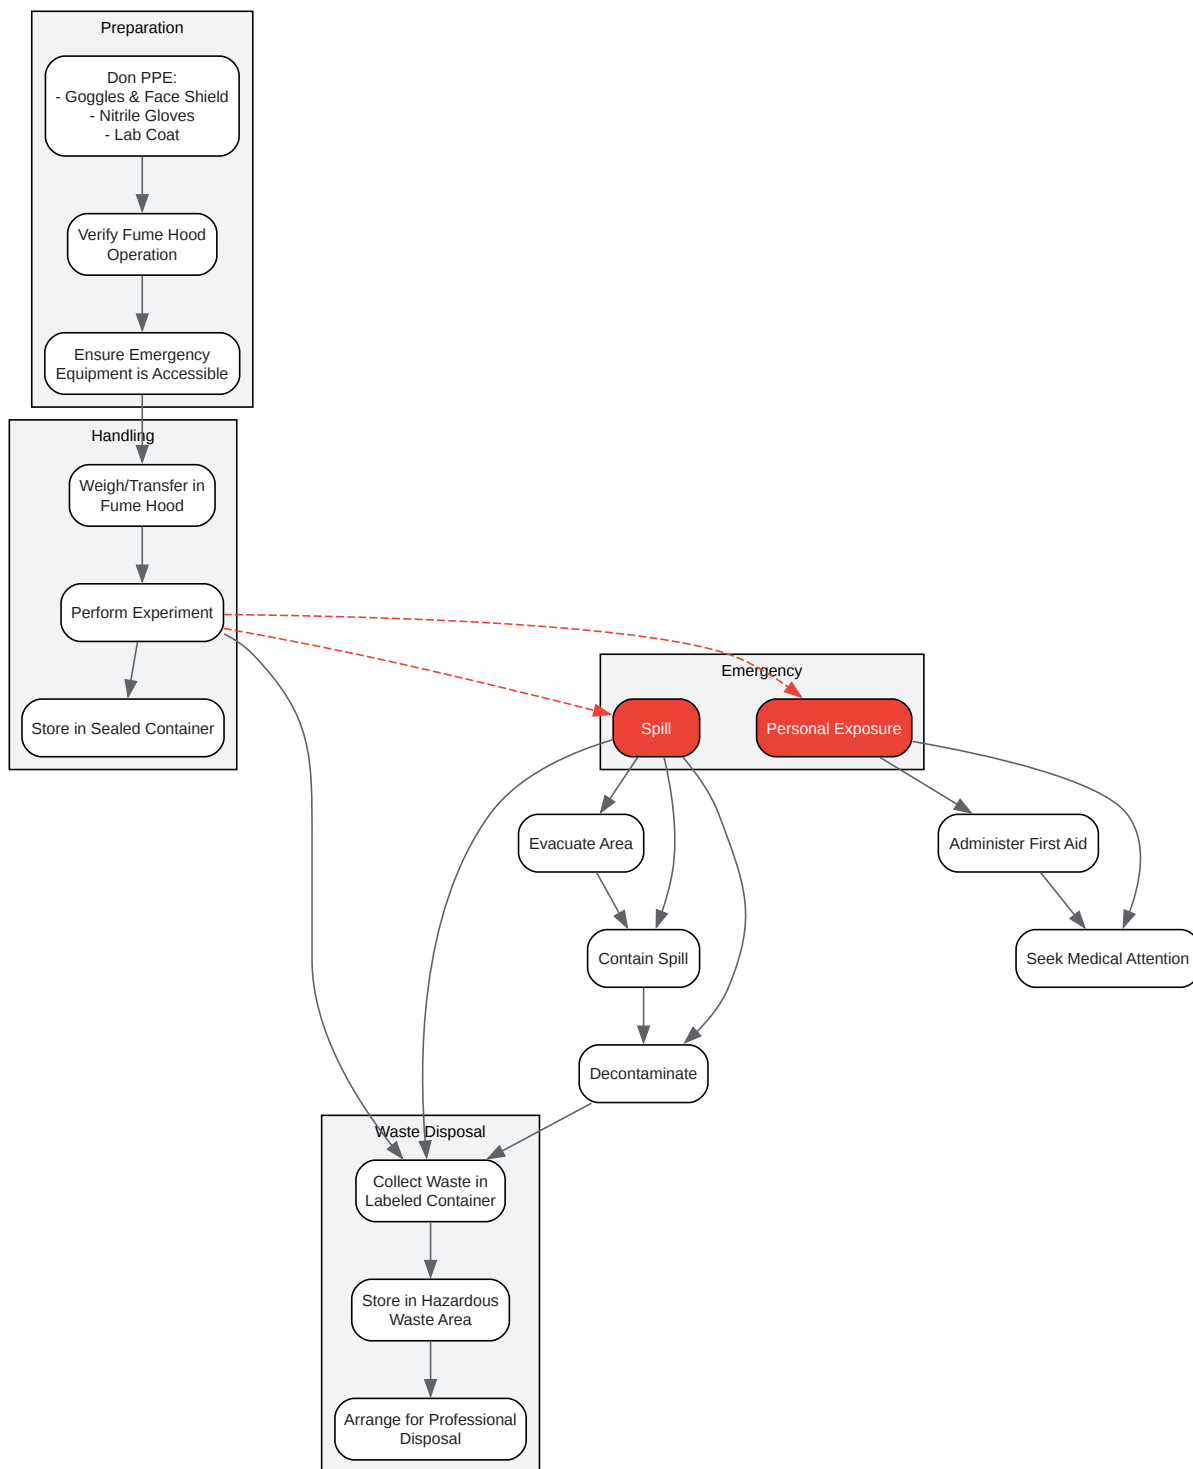 Preparation
Don PPE:
- Goggles & Face Shield
- Nitrile Gloves
- Lab Coat
Verify Fume Hood
Operation
Ensure Emergency
Equipment is Accessible
Handling
Weigh/Transfer in
Fume Hood
Perform Experiment
Store in Sealed Container
Emergency
Spill
Personal Exposure
Evacuate Area
Administer First Aid
Contain Spill
Seek Medical Attention
Decontaminate
Waste Disposal
Collect Waste in
Labeled Container
Store in Hazardous
Waste Area
Arrange for Professional
Disposal